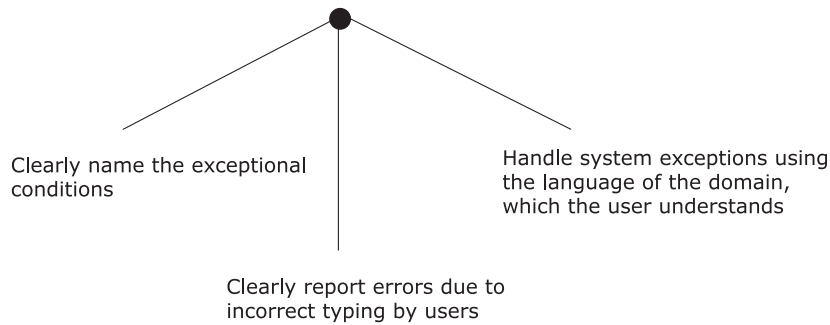 Clearly name the exceptional
conditions
Handle system exceptions using
the language of the domain,
which the user understands
Clearly report errors due to
incorrect typing by users